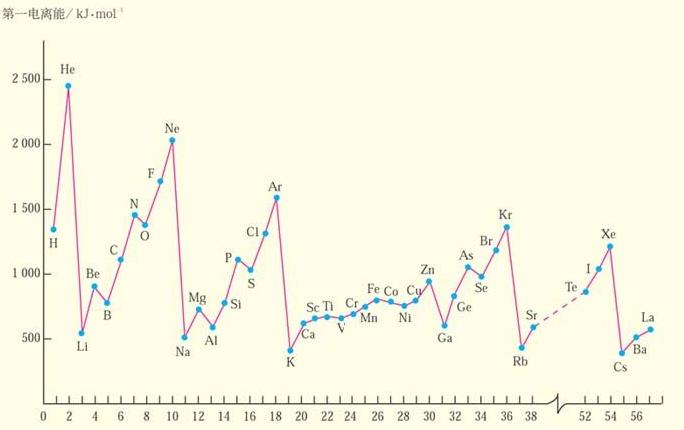 第一电离能/ kJ·mol⁻¹
2 500
2 000
1 500
1 000
500
He
H
Li
Be
B
C
N
O
F
Ne
Na
Mg
Al
Si
P
S
Cl
Ar
K
Ca
Sc
Ti
V
Cr
Mn
Fe
Co
Ni
Cu
Zn
Ga
Ge
As
Se
Br
Kr
Rb
Sr
Te
I
Xe
Cs
Ba
La
0 2 4 6 8 10 12 14 16 18 20 22 24 26 28 30 32 34 36 38 52 54 56